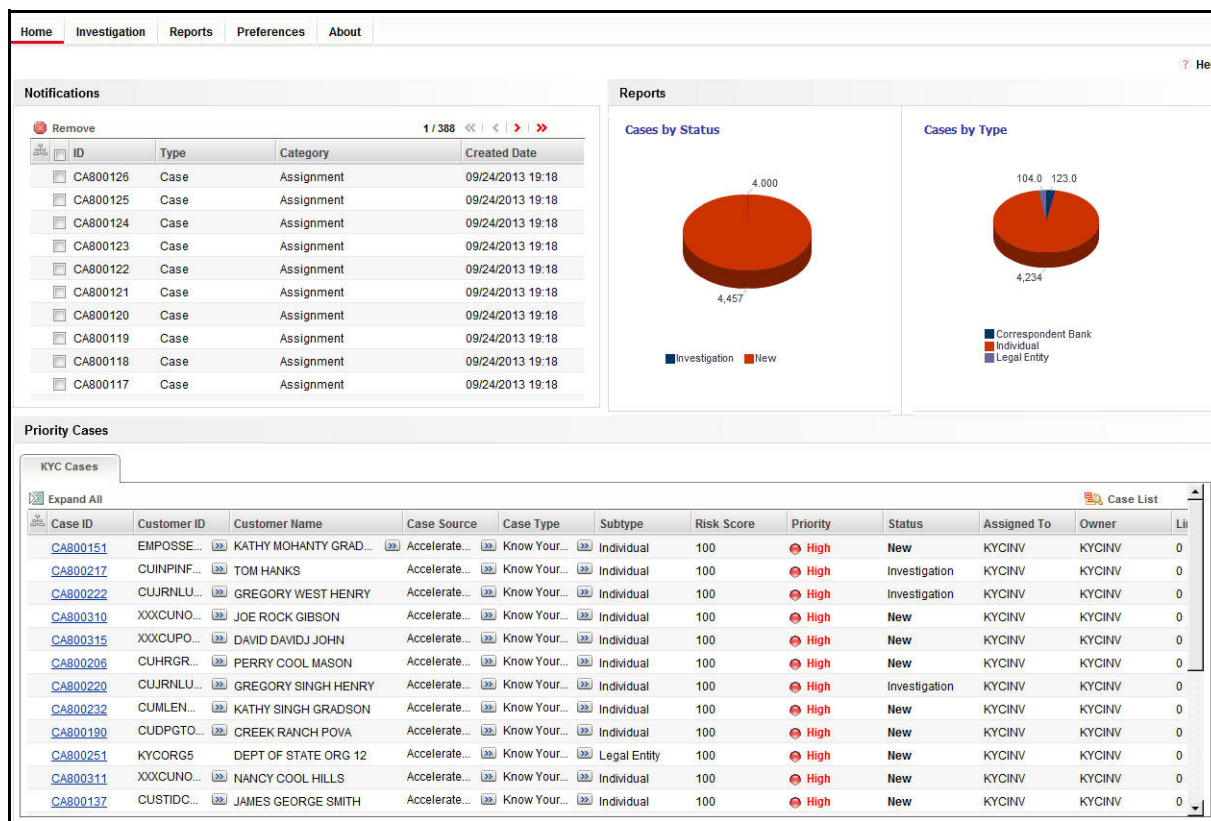 Home Investigation Reports Preferences About
? Hel
Notifications
Remove 1 / 388
ID Type Category Created Date
CA800126 Case Assignment 09/24/2013 19:18
CA800125 Case Assignment 09/24/2013 19:18
CA800124 Case Assignment 09/24/2013 19:18
CA800123 Case Assignment 09/24/2013 19:18
CA800122 Case Assignment 09/24/2013 19:18
CA800121 Case Assignment 09/24/2013 19:18
CA800120 Case Assignment 09/24/2013 19:18
CA800119 Case Assignment 09/24/2013 19:18
CA800118 Case Assignment 09/24/2013 19:18
CA800117 Case Assignment 09/24/2013 19:18
Reports
Cases by Status
4.000
4,457
Investigation New
Cases by Type
104.0 123.0
4,234
Correspondent Bank
Individual
Legal Entity
Priority Cases
KYC Cases
Expand All Case List
Case ID Customer ID Customer Name Case Source Case Type Subtype Risk Score Priority Status Assigned To Owner Li
CA800151 EMPOSSE... KATHY MOHANTY GRAD... Accelerate... Know Your... Individual 100 High New KYCINV KYCINV 0
CA800217 CUINPINF... TOM HANKS Accelerate... Know Your... Individual 100 High Investigation KYCINV KYCINV 0
CA800222 CUJRNLU... GREGORY WEST HENRY Accelerate... Know Your... Individual 100 High Investigation KYCINV KYCINV 0
CA800310 XXXCUNO... JOE ROCK GIBSON Accelerate... Know Your... Individual 100 High New KYCINV KYCINV 0
CA800315 XXXCUPO... DAVID DAVIDJ JOHN Accelerate... Know Your... Individual 100 High New KYCINV KYCINV 0
CA800206 CUHRGR... PERRY COOL MASON Accelerate... Know Your... Individual 100 High New KYCINV KYCINV 0
CA800220 CUJRNLU... GREGORY SINGH HENRY Accelerate... Know Your... Individual 100 High Investigation KYCINV KYCINV 0
CA800232 CUMLEN... KATHY SINGH GRADSON Accelerate... Know Your... Individual 100 High New KYCINV KYCINV 0
CA800190 CUDPGTO... CREEK RANCH POVA Accelerate... Know Your... Individual 100 High New KYCINV KYCINV 0
CA800251 KYCORG5 DEPT OF STATE ORG 12 Accelerate... Know Your... Legal Entity 100 High New KYCINV KYCINV 0
CA800311 XXXCUNO... NANCY COOL HILLS Accelerate... Know Your... Individual 100 High New KYCINV KYCINV 0
CA800137 CUSTIDC... JAMES GEORGE SMITH Accelerate... Know Your... Individual 100 High New KYCINV KYCINV 0